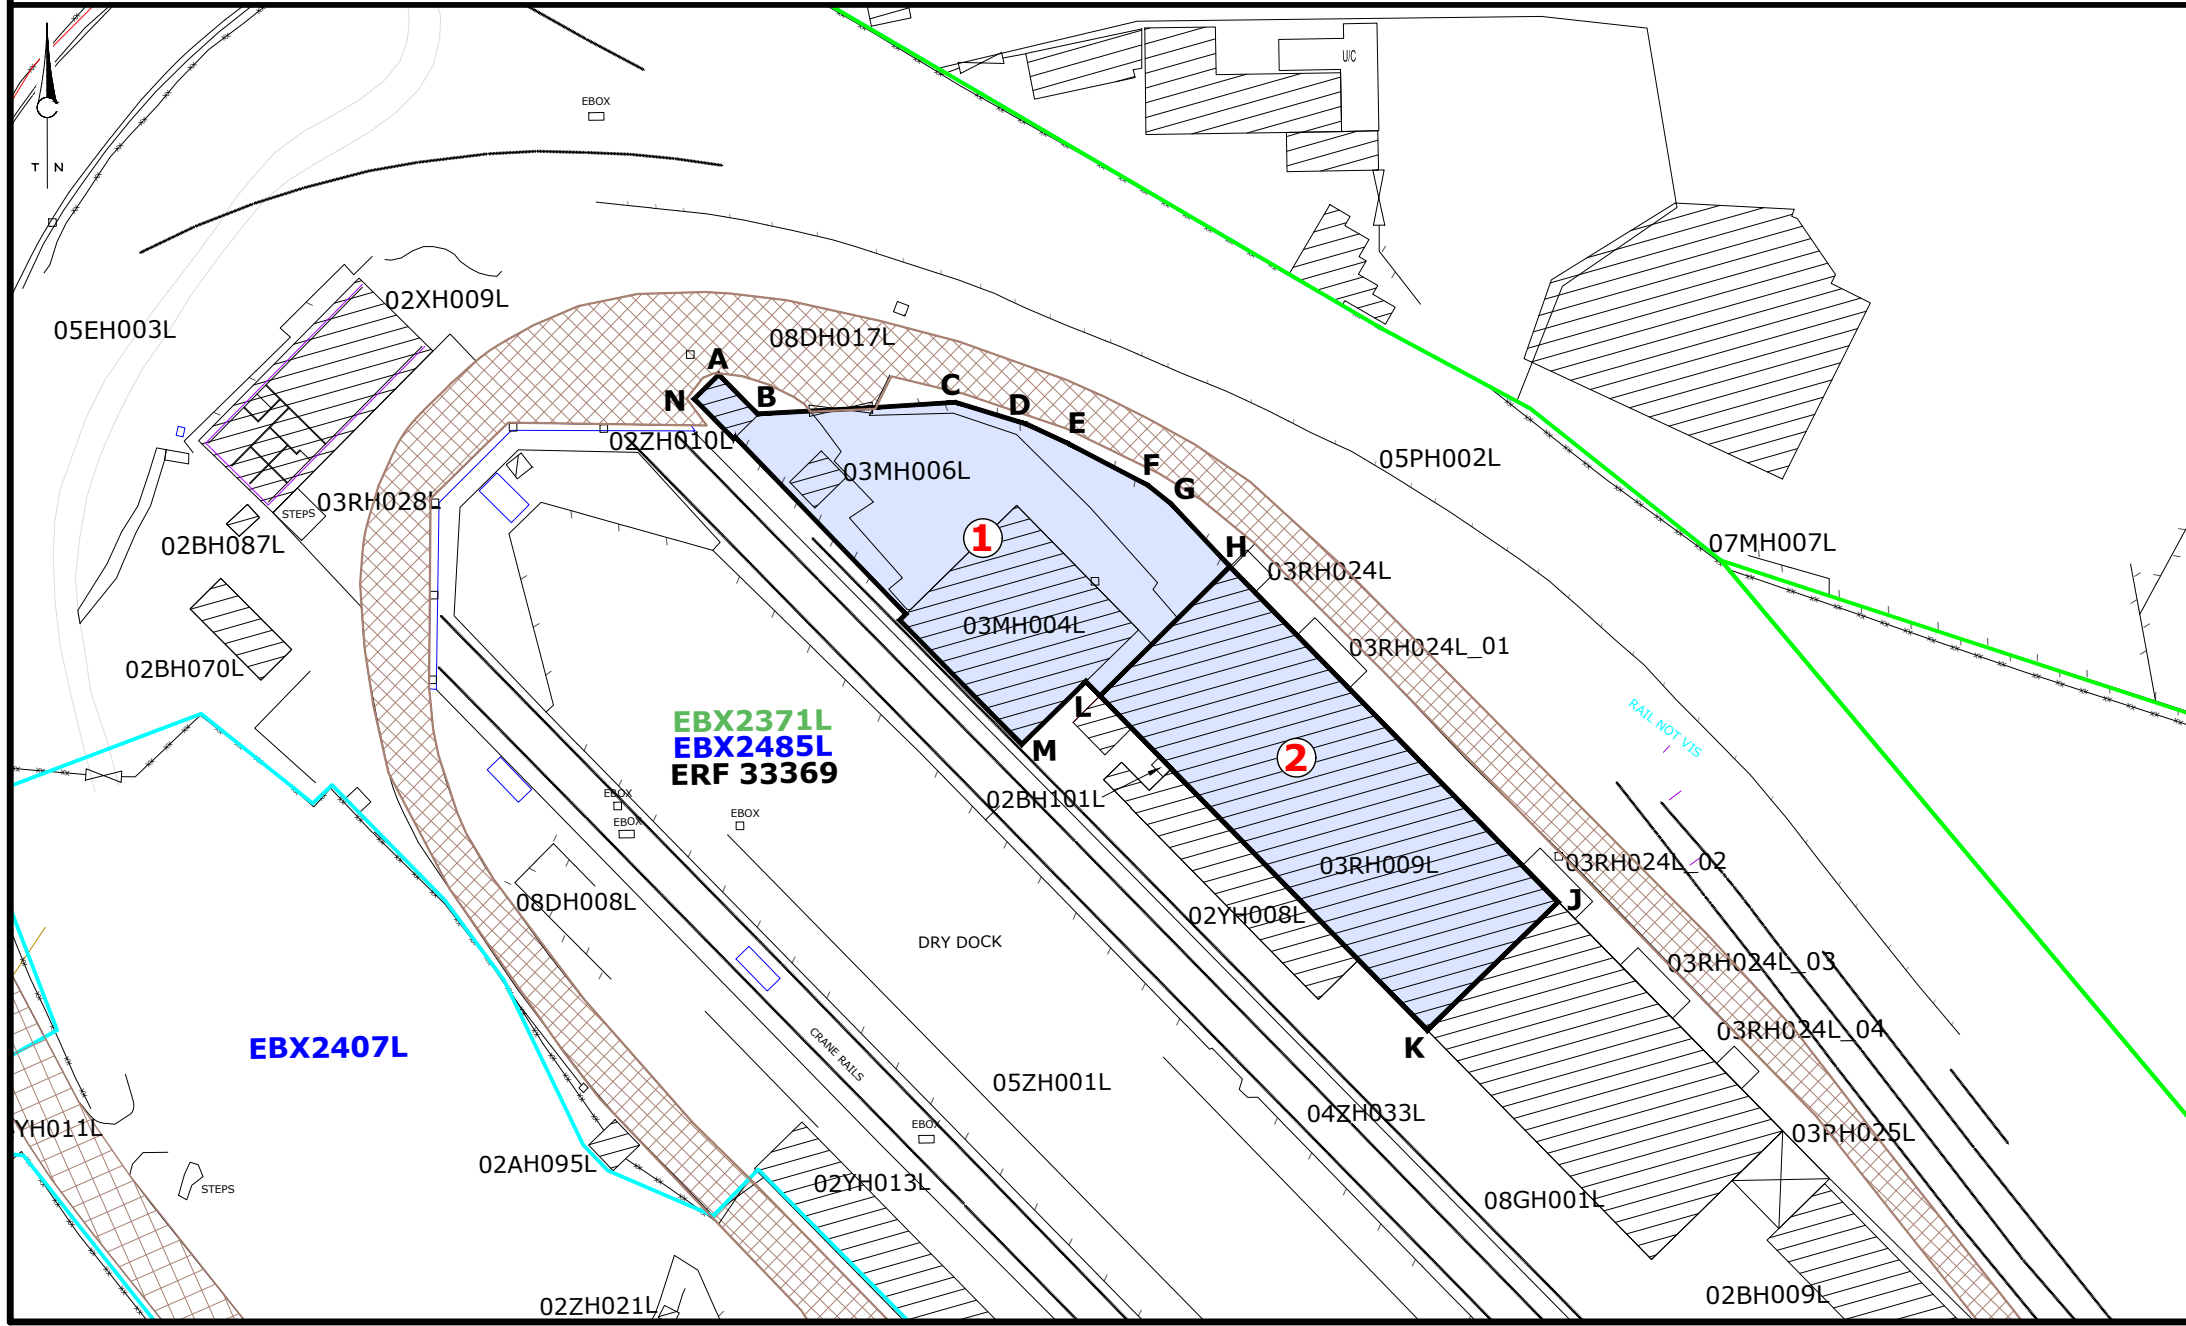 U/C
EBOX
T N
02XH009L
05EH003L
08DH017L
A
C
B
N
D
E
02ZH010L
05PH002L
F
03MH006L
G
03RH028L
STEPS
1
07MH007L
02BH087L
H
03RH024L
03MH004L
03RH024L_01
02BH070L
L
RAIL NOT VIS
EBX2371L
EBX2485L
M
2
ERF 33369
EBOX
02BH101L
EBOX
EBOX
03RH009L
03RH024L_02
08DH008L
J
02YH008L
DRY DOCK
03RH024L_03
03RH024L_04
EBX2407L
K
CRANE RAILS
05ZH001L
04ZH033L
YH011L
EBOX
03PH025L
02AH095L
STEPS
02YH013L
08GH001L
02BH009L
02ZH021L